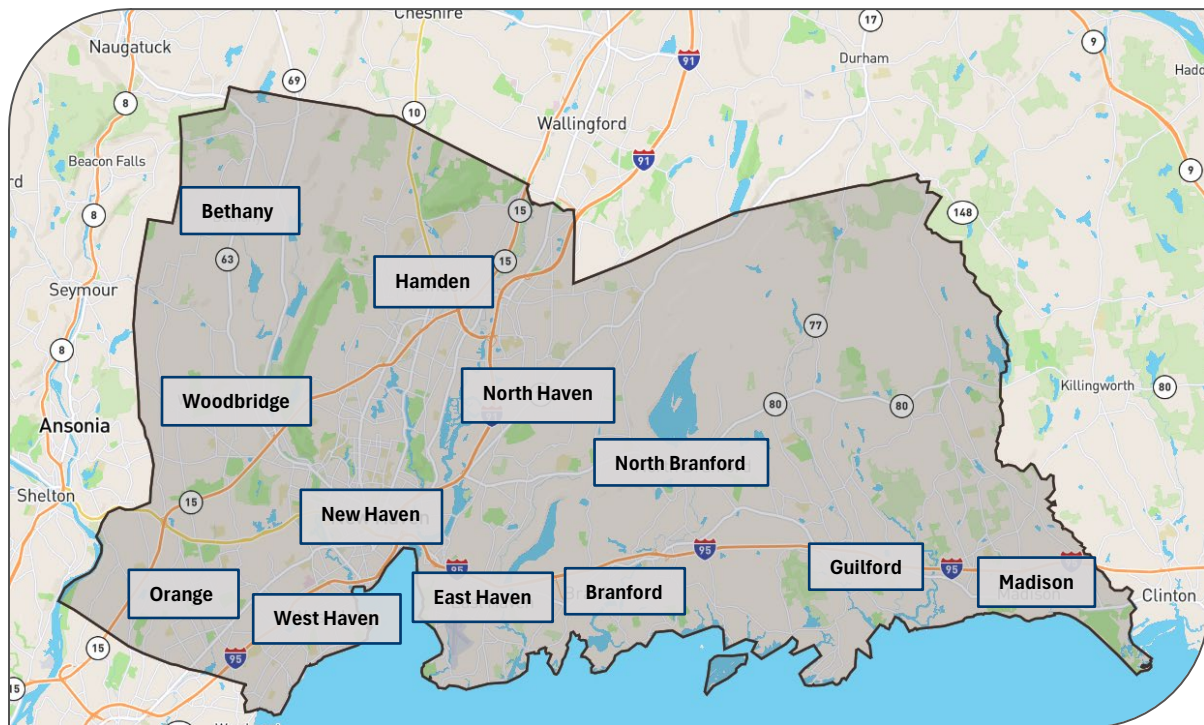 Cheshire
17
Naugatuck
9
69
91
Durham
8
10
Wallingford
Beacon Falls
91
9
8
Bethany
15
148
63
15
Hamden
Seymour
77
8
Woodbridge
North Haven
Killingworth
80
80
80
Ansonia
North Branford
Shelton
15
New Haven
95
95
Guilford
95
Madison
Orange
East Haven
Branford
Clinton
West Haven
15
95
15